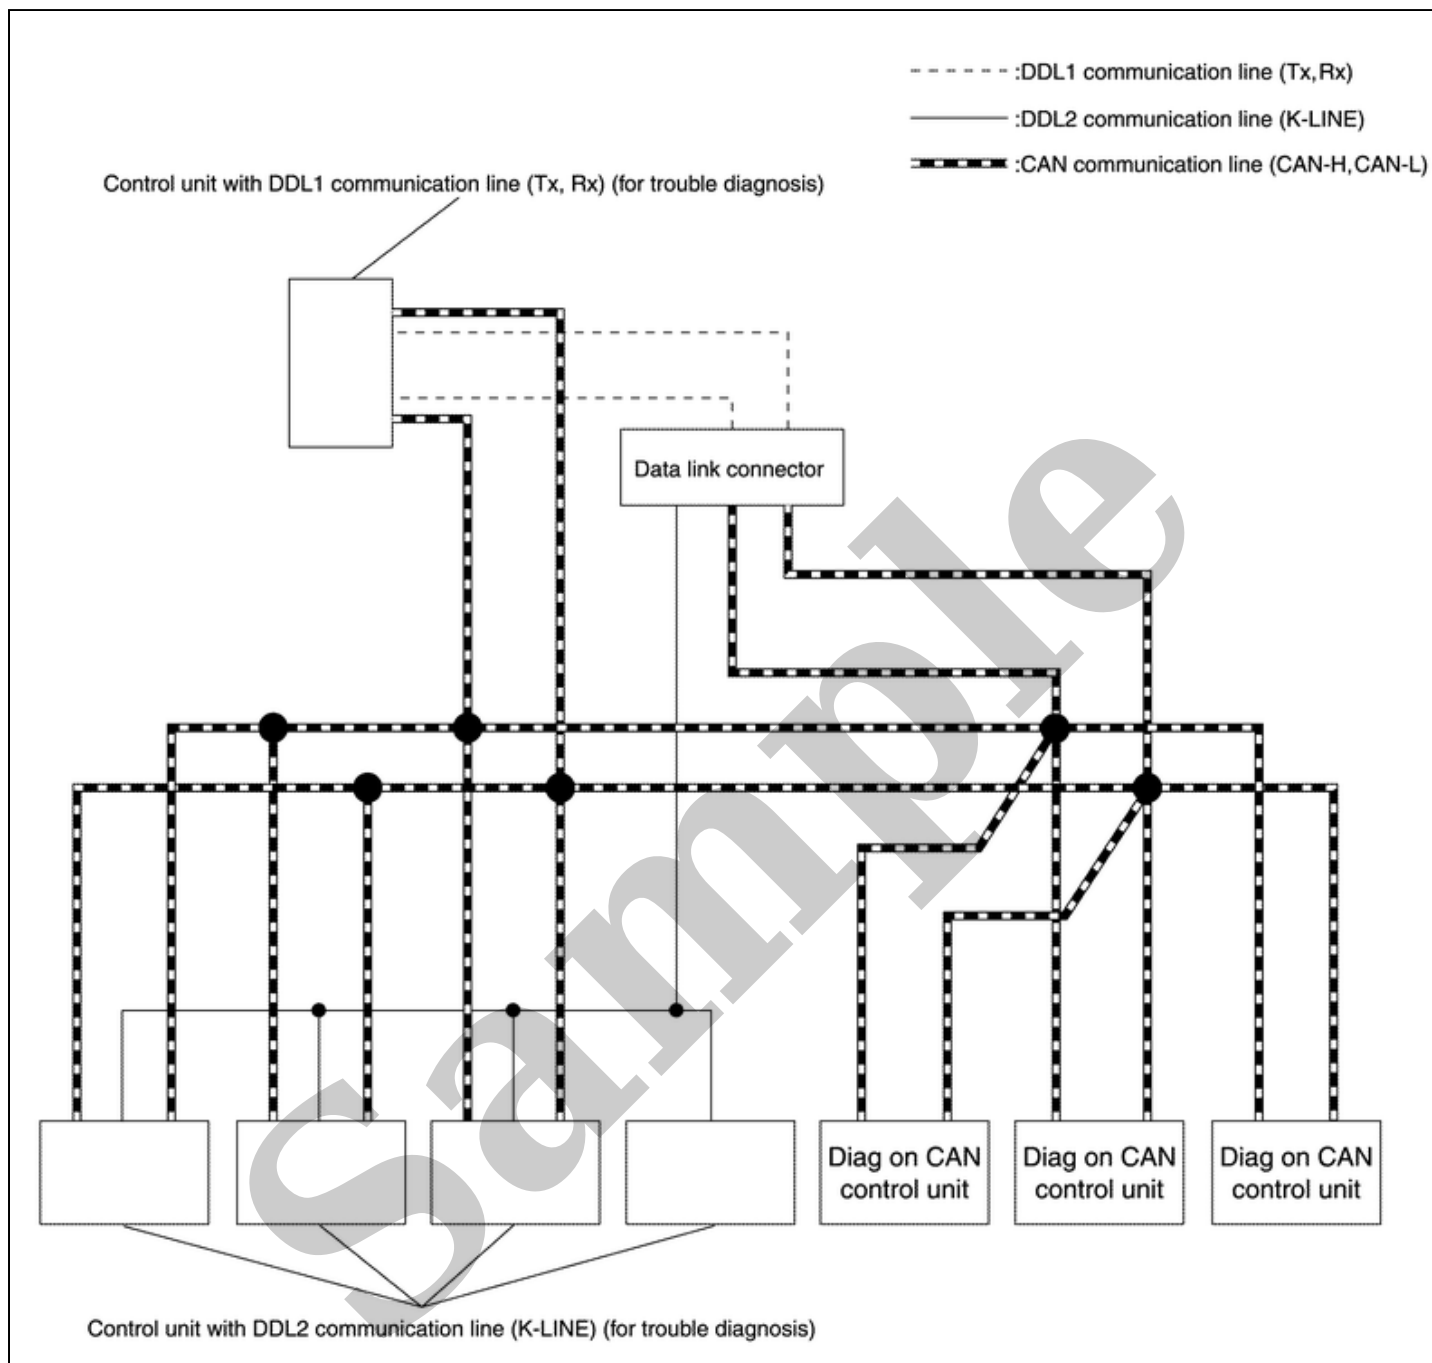 :DDL1 communication line (Tx,Rx)
:DDL2 communication line (K-LINE)
:CAN communication line (CAN-H,CAN-L)
Control unit with DDL1 communication line (Tx, Rx) (for trouble diagnosis)
Data link connector
Sample
Diag on CAN
control unit
Diag on CAN
control unit
Diag on CAN
control unit
Control unit with DDL2 communication line (K-LINE) (for trouble diagnosis)